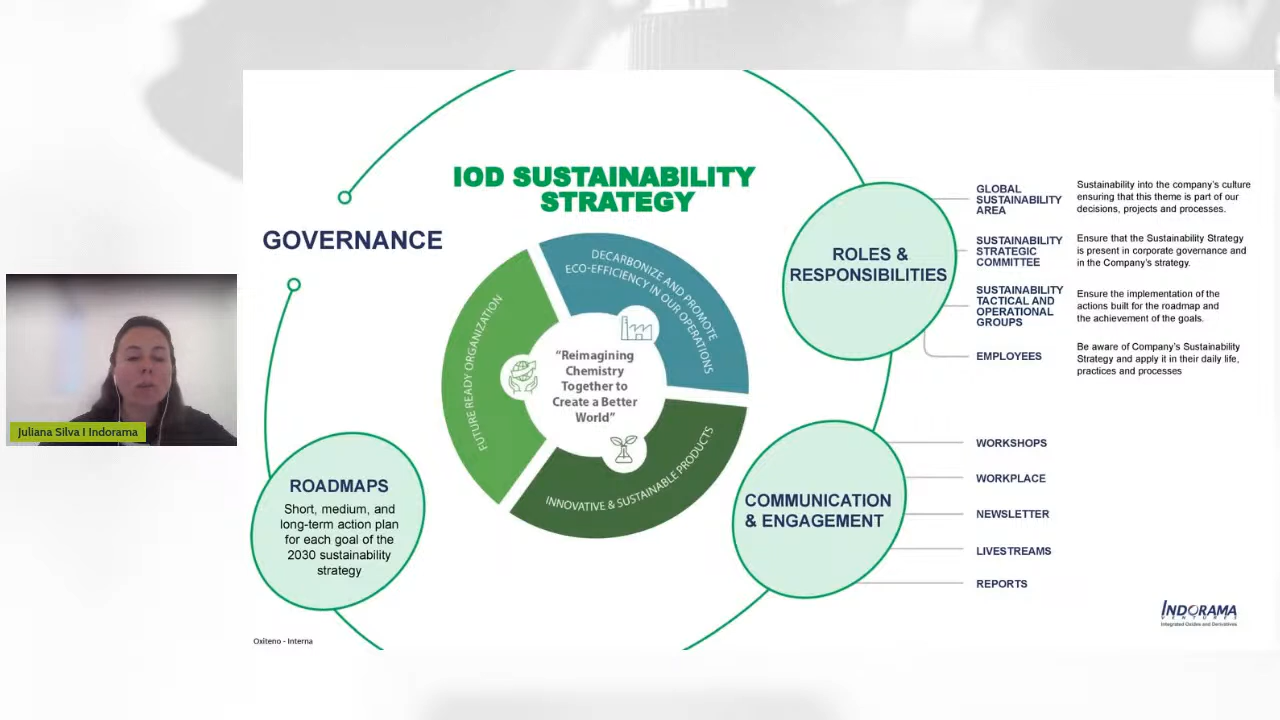 IOD SUSTAINABILITY
STRATEGY
GOVERNANCE
DECARBONIZE AND PROMOTE
ECO-EFFICIENCY IN OUR OPERATIONS
FUTURE READY ORGANIZATION
INNOVATIVE & SUSTAINABLE PRODUCTS
“Reimagining
Chemistry
Together to
Create a Better
World”
ROLES &
RESPONSIBILITIES
GLOBAL
SUSTAINABILITY
AREA
Sustainability into the company's culture
ensuring that this theme is part of our
decisions, projects and processes.
SUSTAINABILITY
STRATEGIC
COMMITTEE
Ensure that the Sustainability Strategy
is present in corporate governance and
in the Company's strategy.
SUSTAINABILITY
TACTICAL AND
OPERATIONAL
GROUPS
Ensure the implementation of the
actions built for the roadmap and
the achievement of the goals.
EMPLOYEES
Be aware of Company's Sustainability
Strategy and apply it in their daily life,
practices and processes
COMMUNICATION
& ENGAGEMENT
WORKSHOPS
WORKPLACE
NEWSLETTER
LIVESTREAMS
REPORTS
ROADMAPS
Short, medium, and
long-term action plan
for each goal of the
2030 sustainability
strategy
Juliana Silva I Indorama
Oxiteno - Interna
INDORAMA
VENTURES
Integrated Oxides and Derivatives